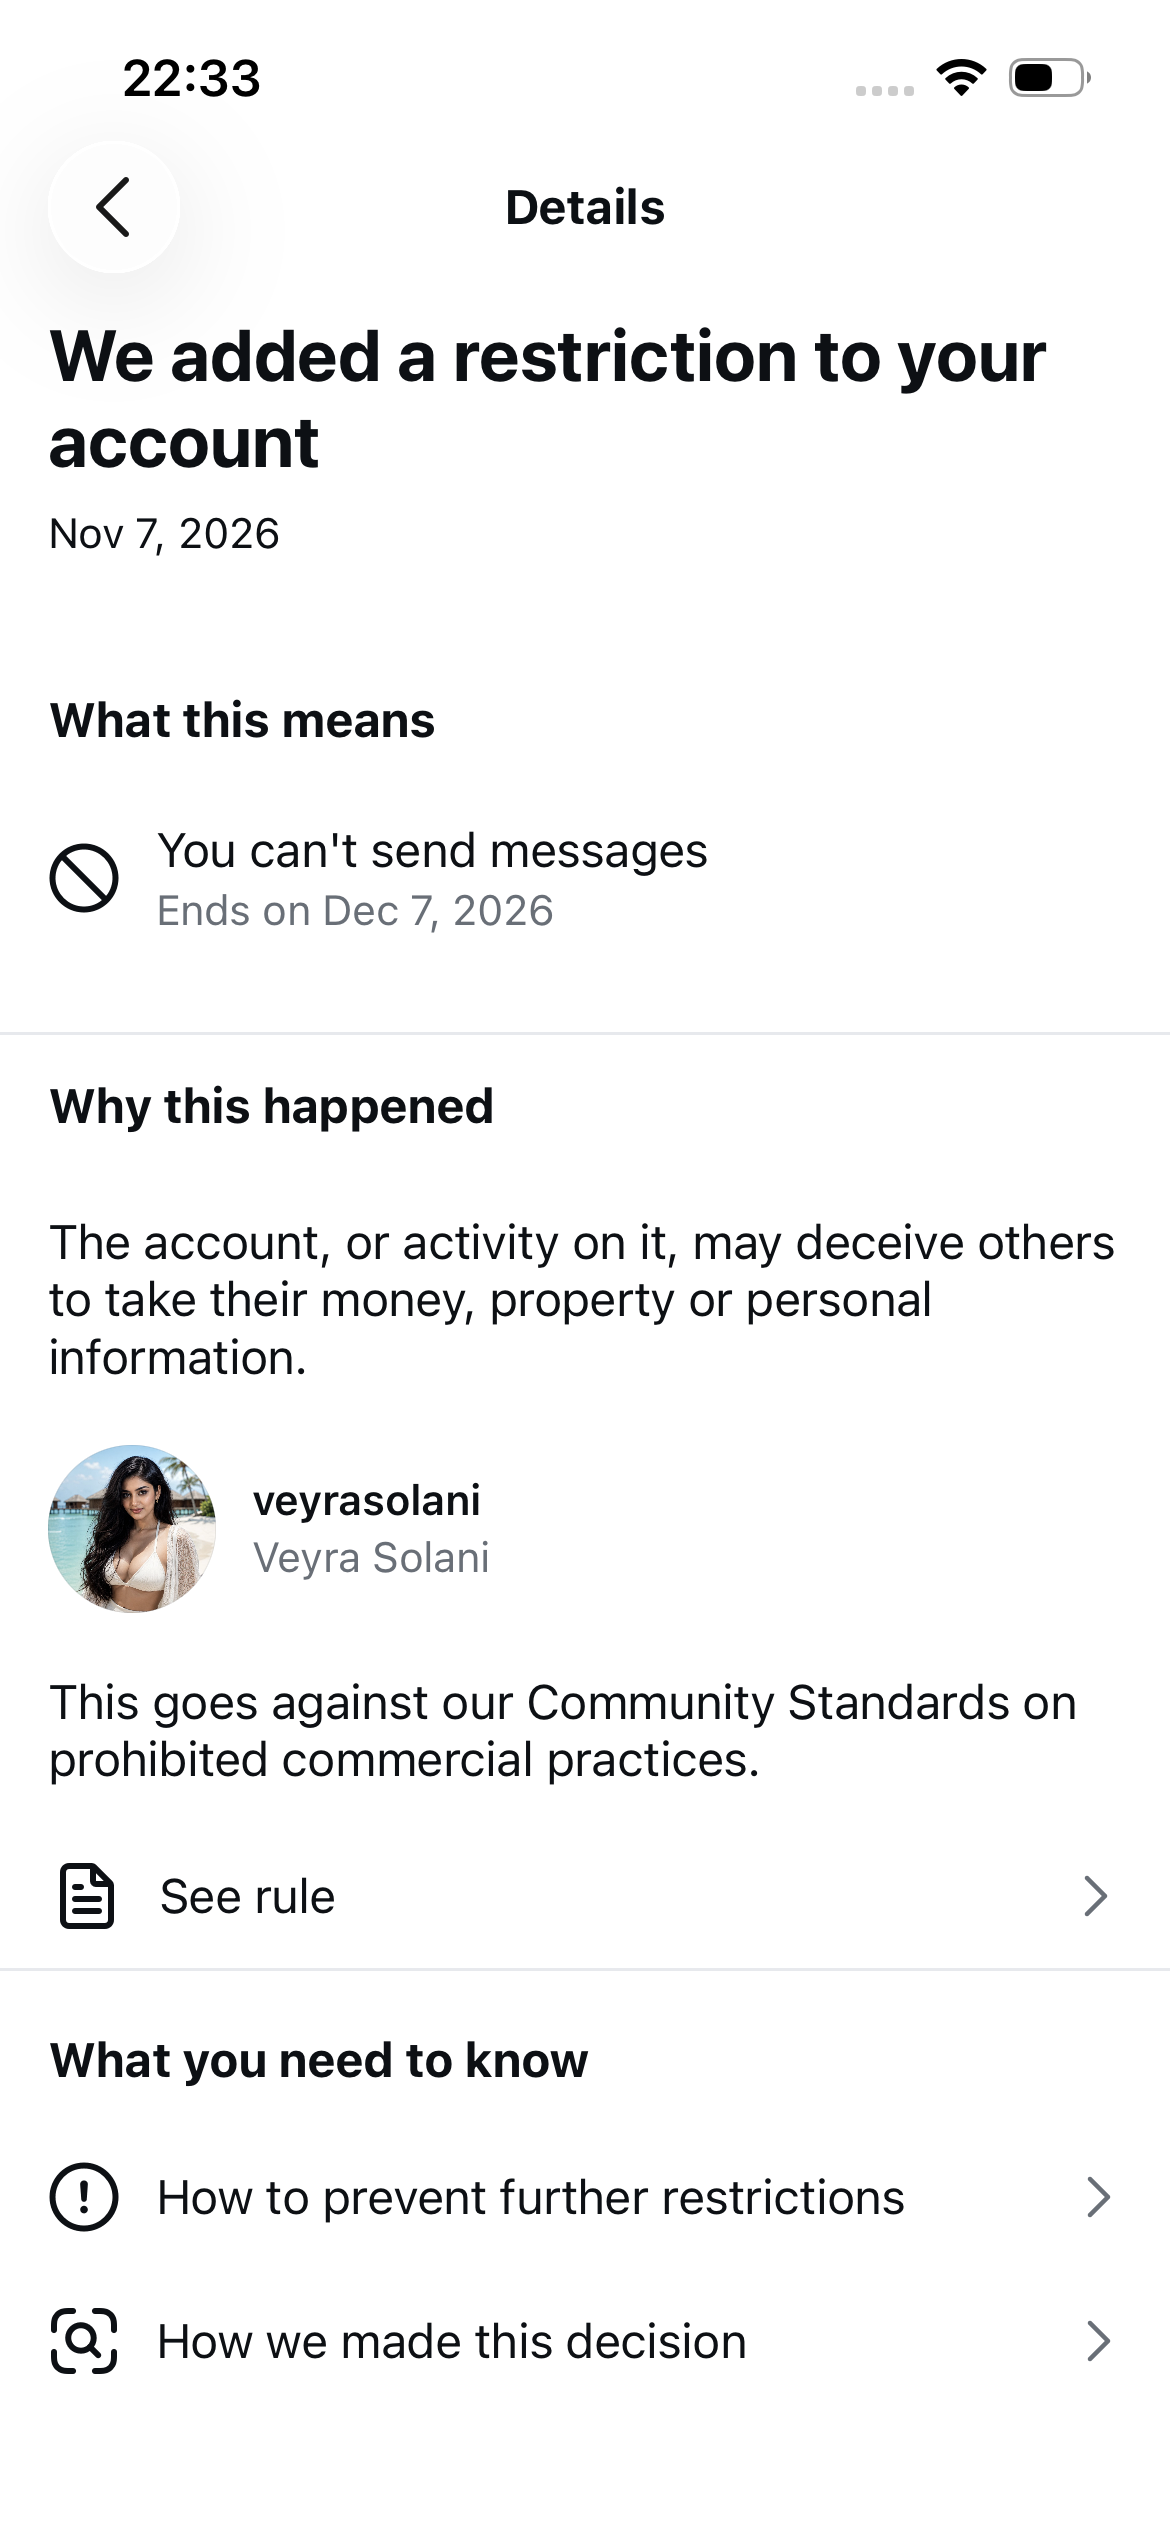 22:33
Details
We added a restriction to your
account
Nov 7, 2026
What this means
You can't send messages
Ends on Dec 7, 2026
Why this happened
The account, or activity on it, may deceive others
to take their money, property or personal
information.
veyrasolani
Veyra Solani
This goes against our Community Standards on
prohibited commercial practices.
See rule
What you need to know
How to prevent further restrictions
How we made this decision